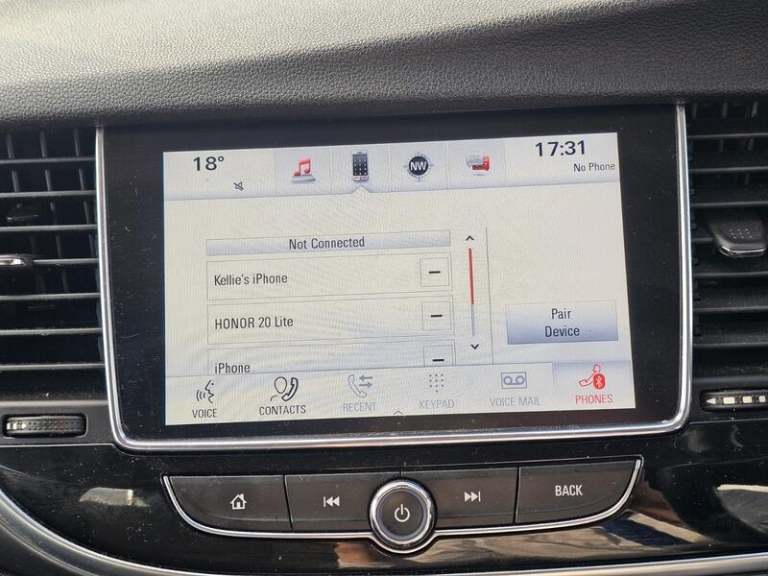 18°
NW
17:31
No Phone
Not Connected
Kellie's iPhone
HONOR 20 Lite
iPhone
Pair
Device
VOICE
CONTACTS
RECENT
KEYPAD
VOICE MAIL
PHONES
BACK